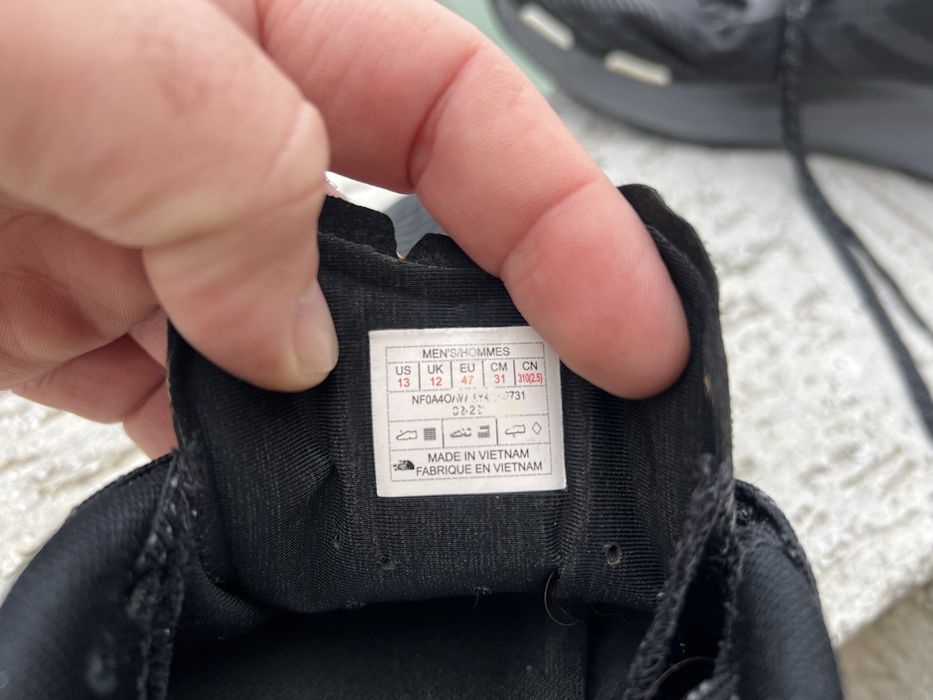 MEN'S/HOMMES
US UK EU CM CN
13 12 47 31 310(2.5)
MADE IN VIETNAM
FABRIQUE EN VIETNAM